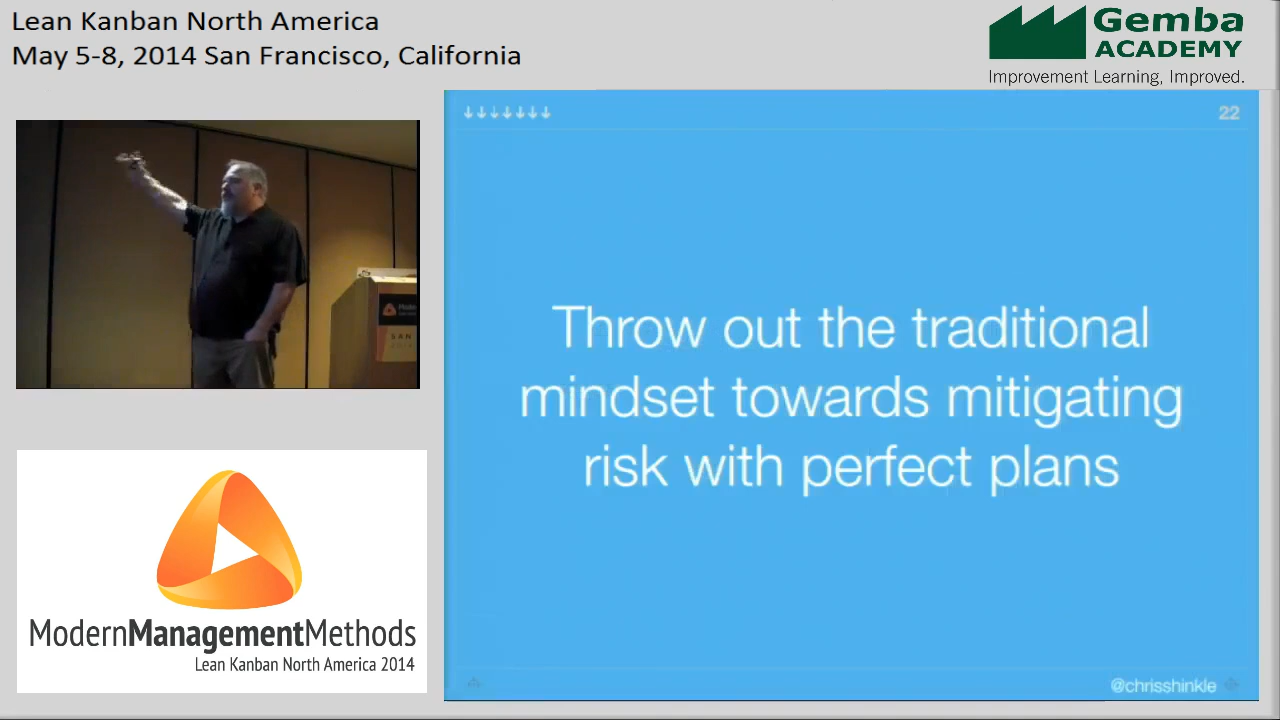 Lean Kanban North America
May 5-8, 2014 San Francisco, California
Gemba
ACADEMY
Improvement Learning, Improved.
22
Throw out the traditional
mindset towards mitigating
risk with perfect plans
@chrisshinkle
ModernManagementMethods
Lean Kanban North America 2014